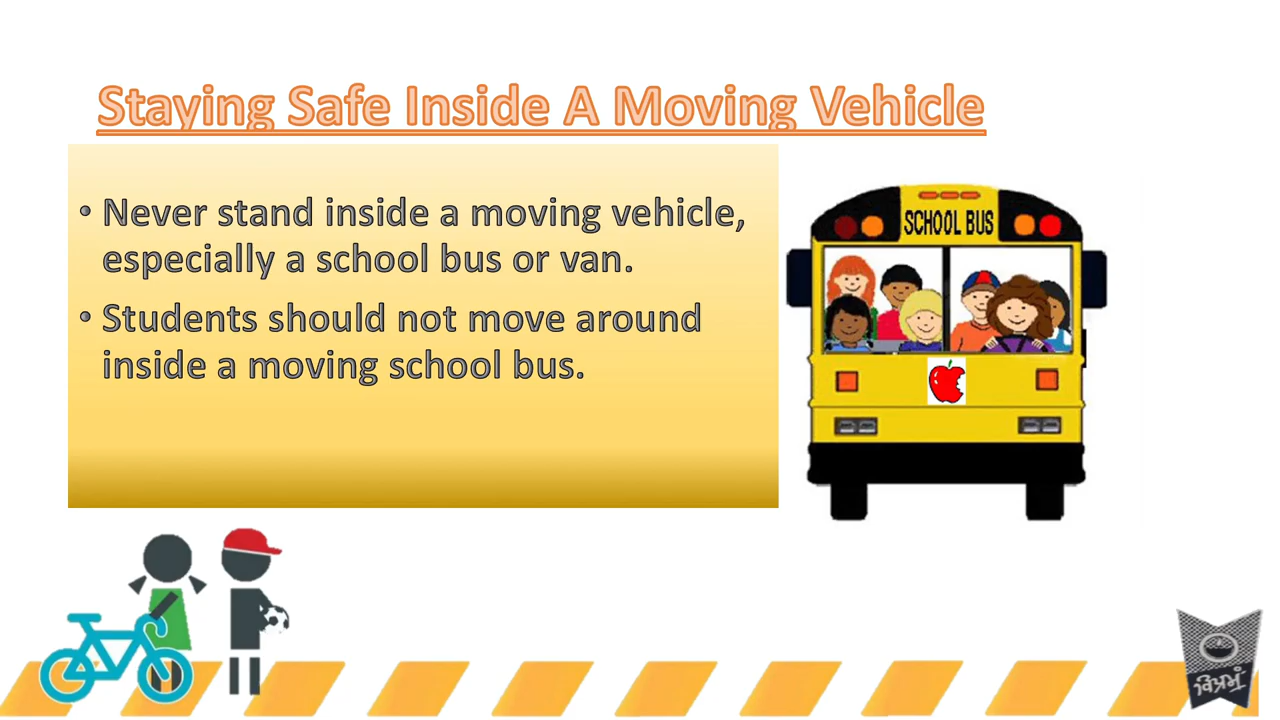 Staying Safe Inside A Moving Vehicle
• Never stand inside a moving vehicle,
especially a school bus or van.
• Students should not move around
inside a moving school bus.
SCHOOL BUS